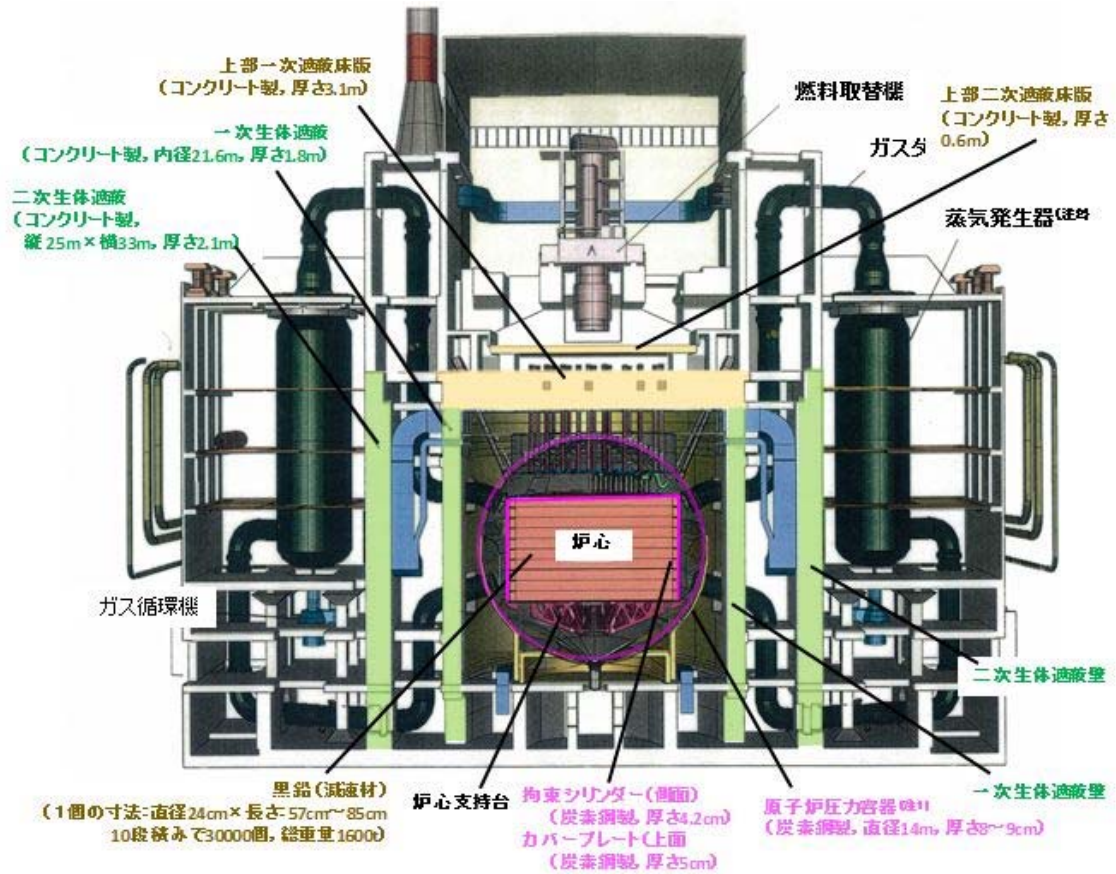 上部一次遮蔽床版
(コンクリート製, 厚さ3.1m)
一次生体遮蔽
(コンクリート製, 内径21.6m, 厚さ1.8m)
二次生体遮蔽
(コンクリート製,
縦25m×横33m, 厚さ2.1m)
燃料取替機
上部二次遮蔽床版
(コンクリート製, 厚さ
0.6m)
ガスダ
蒸気発生器
炉心
ガス循環機
二次生体遮蔽壁
一次生体遮蔽壁
黒鉛(減速材)
(1個の寸法:直径24cm×長さ:57cm~85cm
10段積みで30000個, 総重量1600t)
炉心支持台
拘束シリンダー(側面)
(炭素鋼製, 厚さ4.2cm)
カバープレート(上面
(炭素鋼製, 厚さ5cm)
原子炉圧力容器
(炭素鋼製, 直径14m, 厚さ8~9cm)